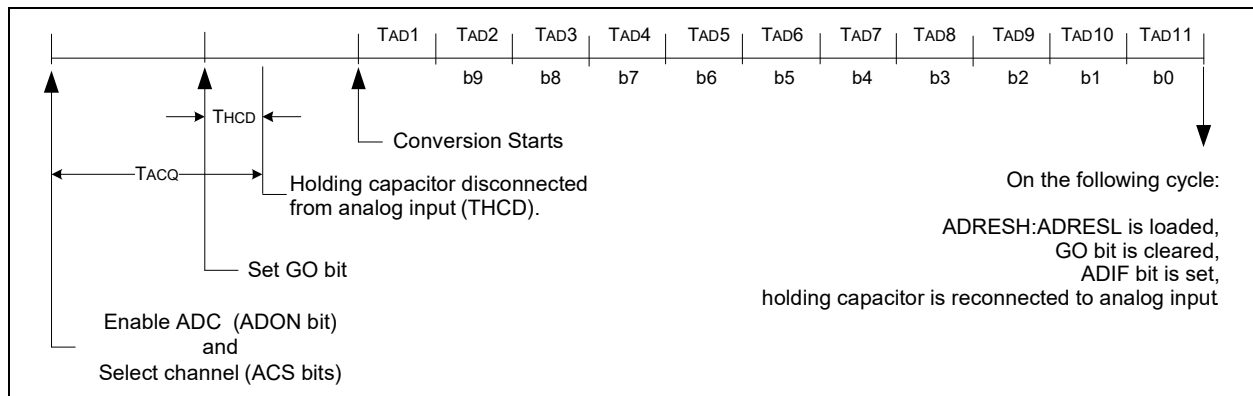 TAD1 TAD2 TAD3 TAD4 TAD5 TAD6 TAD7 TAD8 TAD9 TAD10 TAD11
b9 b8 b7 b6 b5 b4 b3 b2 b1 b0
THCD
Conversion Starts
TACQ
Holding capacitor disconnected
from analog input (THCD).
On the following cycle:
ADRESH:ADRESL is loaded,
GO bit is cleared,
ADIF bit is set,
holding capacitor is reconnected to analog input
Set GO bit
Enable ADC (ADON bit)
and
Select channel (ACS bits)